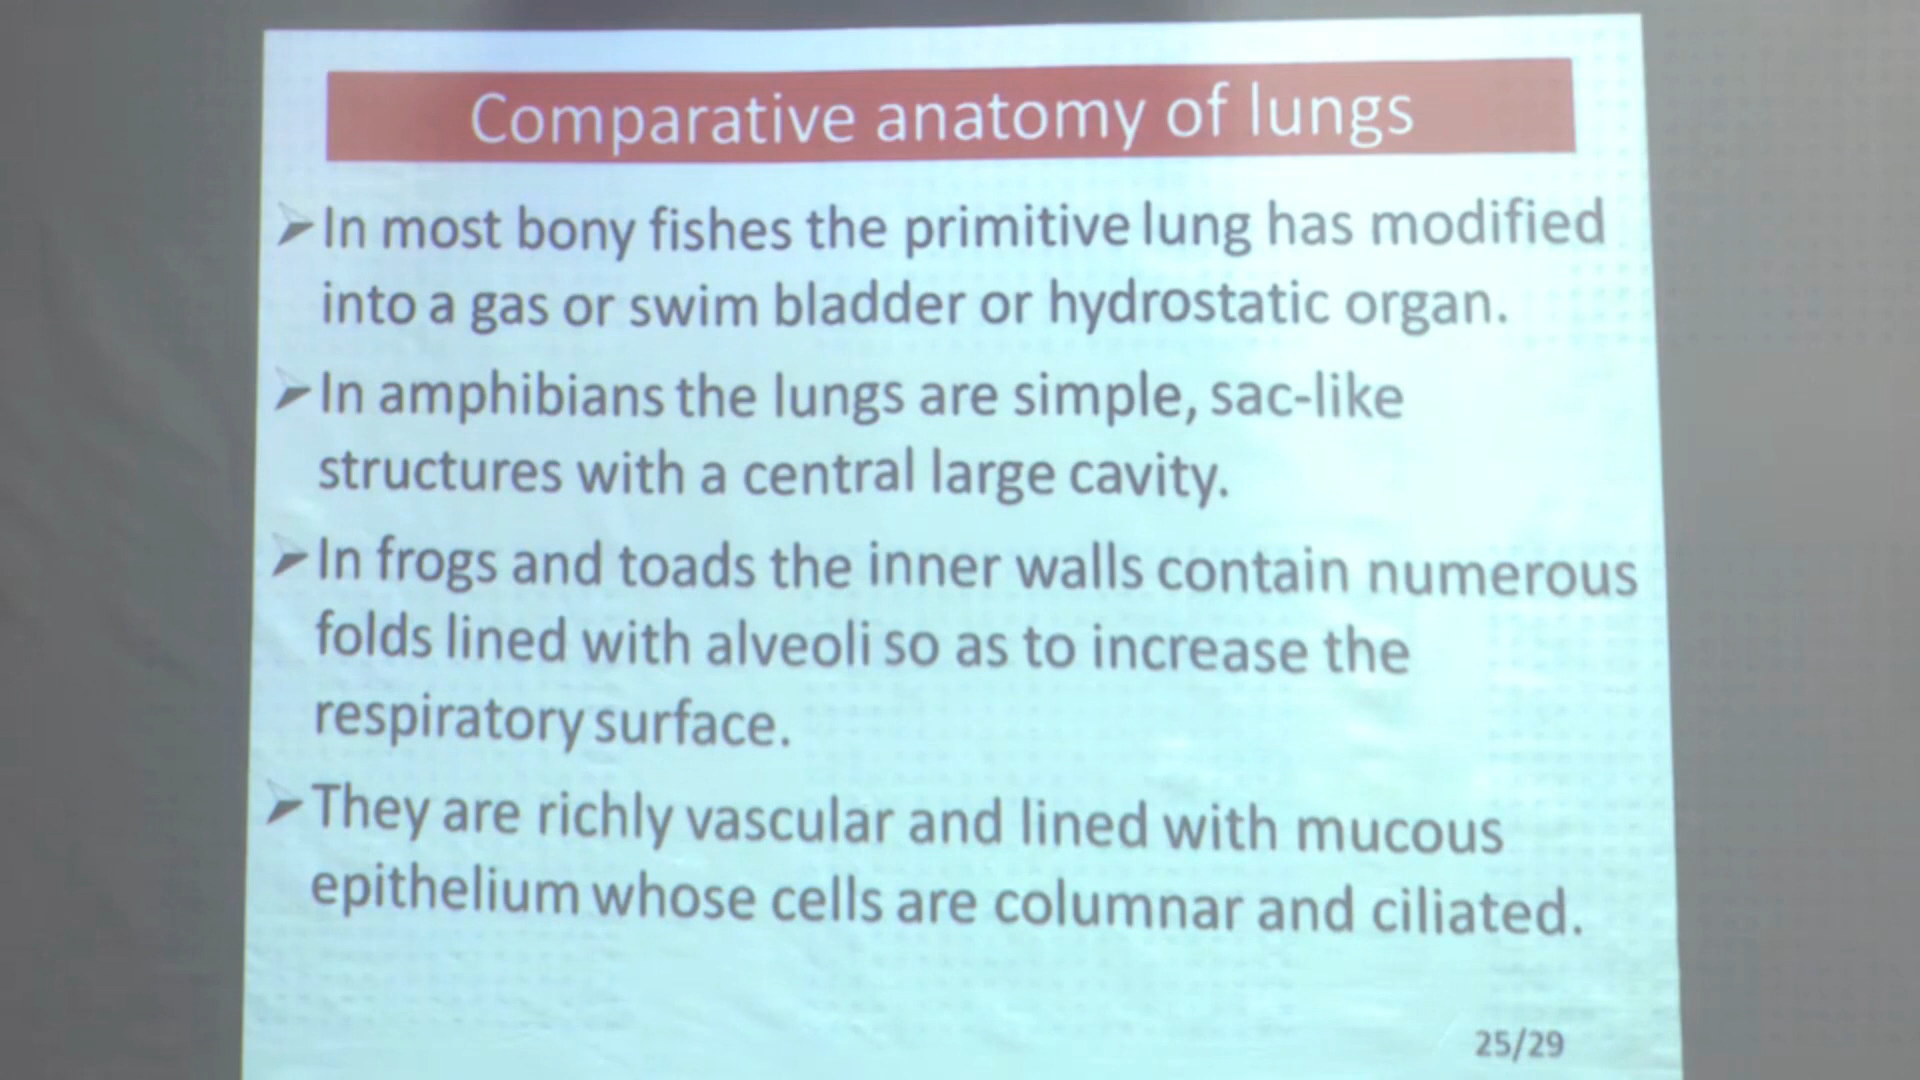 Comparative anatomy of lungs
➢In most bony fishes the primitive lung has modified
into a gas or swim bladder or hydrostatic organ.
➢In amphibians the lungs are simple, sac-like
structures with a central large cavity.
➢In frogs and toads the inner walls contain numerous
folds lined with alveoli so as to increase the
respiratory surface.
➢They are richly vascular and lined with mucous
epithelium whose cells are columnar and ciliated.
25/29